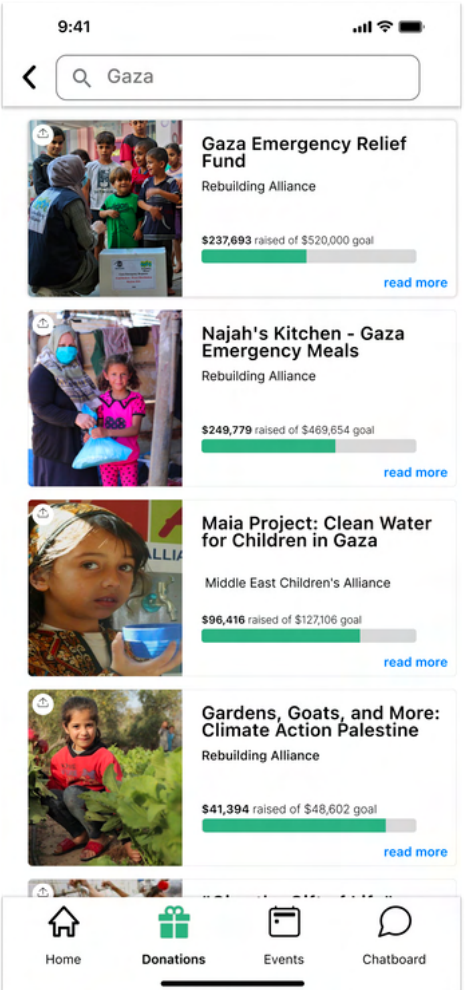 9:41
Gaza
Gaza Emergency Relief
Fund
Rebuilding Alliance
$237,693 raised of $520,000 goal
read more
Najah's Kitchen - Gaza
Emergency Meals
Rebuilding Alliance
$249,779 raised of $469,654 goal
read more
ALLIA
Maia Project: Clean Water
for Children in Gaza
Middle East Children's Alliance
$96,416 raised of $127,106 goal
read more
Gardens, Goats, and More:
Climate Action Palestine
Rebuilding Alliance
$41,394 raised of $48,602 goal
read more
Home
Donations
Events
Chatboard